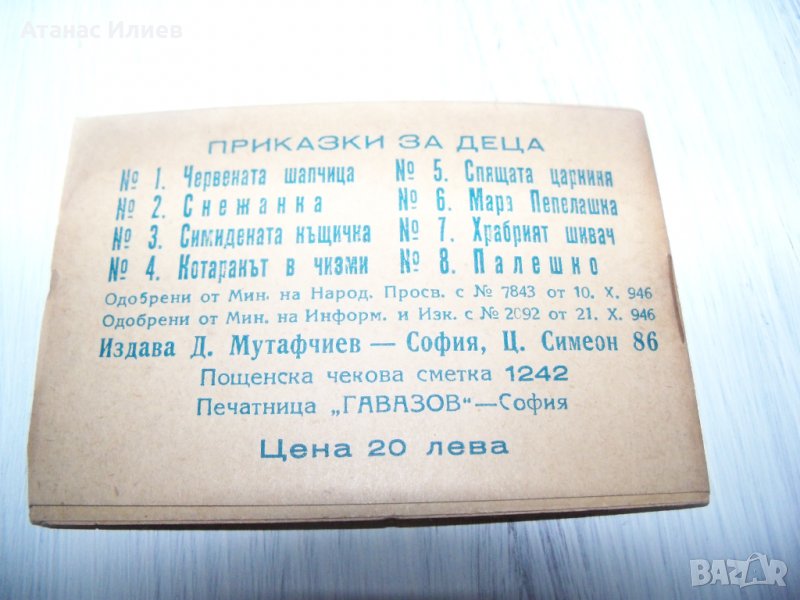 Атанас Илиев
ПРИКАЗКИ ЗА ДЕЦА
№ 1. Червената шапчица
№ 2. Снежанка
№ 3. Симидената къщичка
№ 4. Котаракът в чизми
№ 5. Спящата царкиня
№ 6. Марэ Пепелашка
№ 7. Храбрият шивач
№ 8. Палешко
Одобрени от Мин. на Народ. Просв. с № 7843 от 10. X. 946
Одобрени от Мин. на Информ. и Изк. с № 2092 от 21. X. 946
Издава Д. Мутафчиев — София, Ц. Симеон 86
Пощенска чекова сметка 1242
Печатница „ГАВАЗОВ“—София
Цена 20 лева
BAZAR